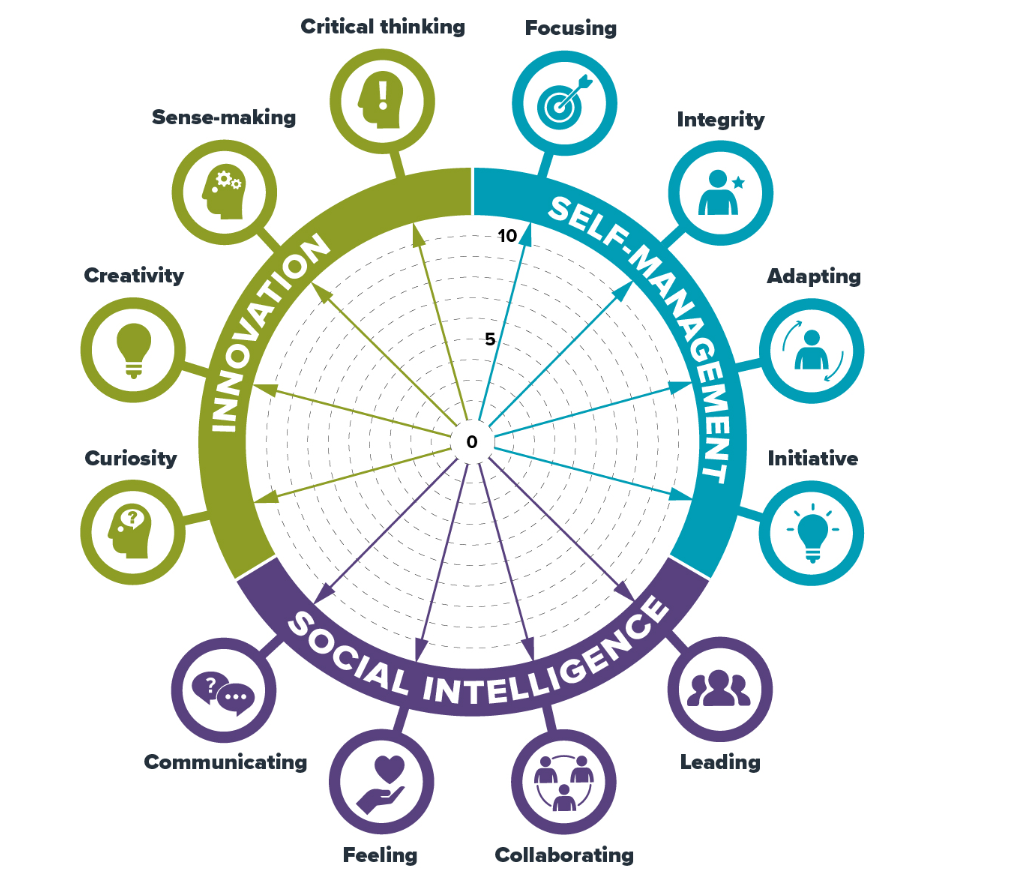 Critical thinking
Focusing
Sense-making
Integrity
Creativity
Adapting
Curiosity
Initiative
INNOVATION
SELF-MANAGEMENT
SOCIAL INTELLIGENCE
10
5
0
!
?
?
Communicating
Leading
Feeling
Collaborating